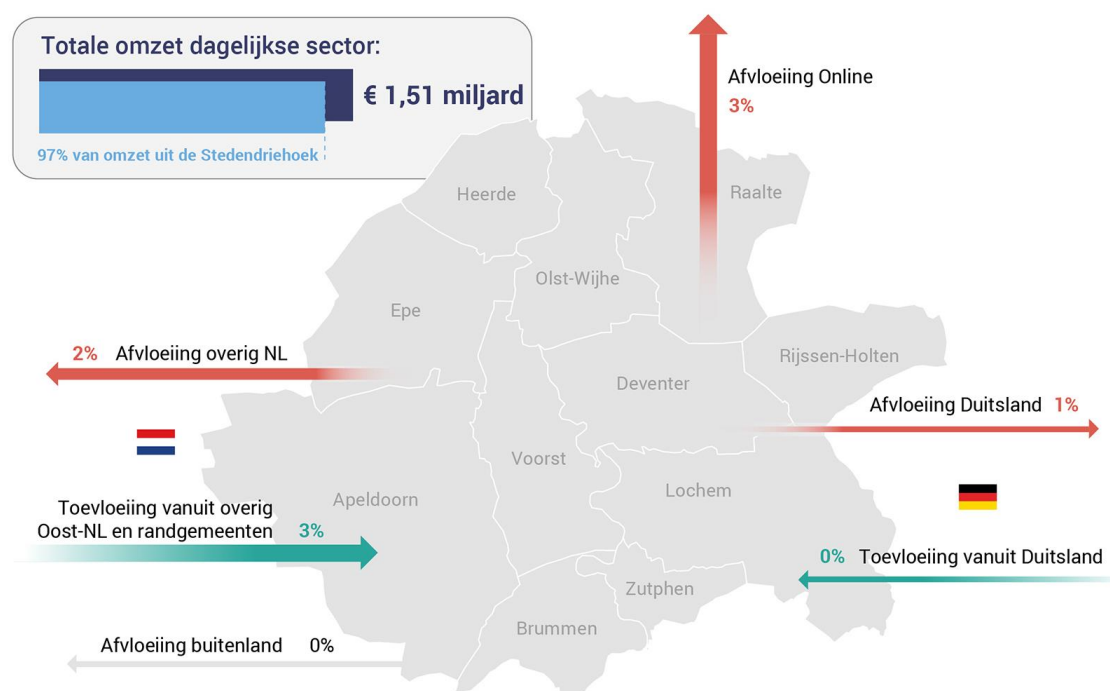 Totale omzet dagelijkse sector:
€ 1,51 miljard
97% van omzet uit de Stedendriehoek
Afvloeiing Online
3%
Heerde
Raalte
Olst-Wijhe
Epe
2% Afvloeiing overig NL
Rijssen-Holten
Deventer
Afvloeiing Duitsland 1%
Voorst
Lochem
Apeldoorn
Toevloeiing vanuit overig
Oost-NL en randgemeenten 3%
0% Toevloeiing vanuit Duitsland
Zutphen
Brummen
Afvloeiing buitenland 0%